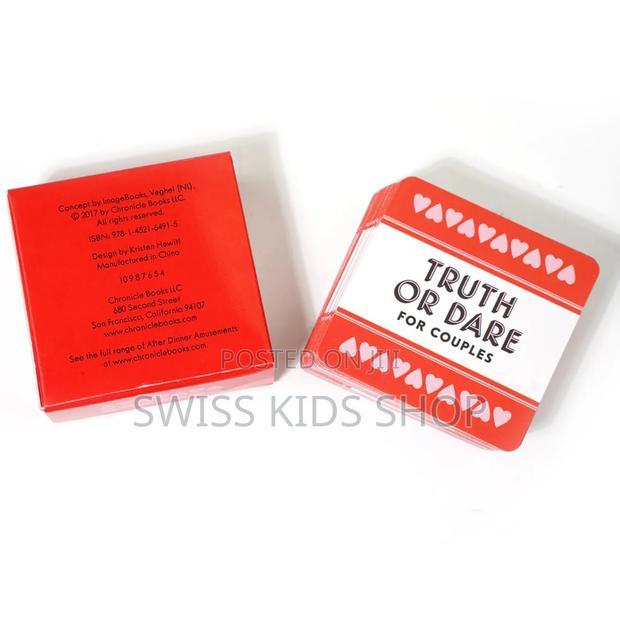 Concept by ImageBooks, Veghel (NL).
© 2017 by Chronicle Books LLC.
All rights reserved.
ISBN: 978-1-4521-6491-5
Design by Kristen Hewitt
Manufactured in China
10 9 8 7 6 5 4
Chronicle Books LLC
680 Second Street
San Francisco, California 94107
www.chroniclebooks.com
See the full range of After Dinner Amusements
at www.chroniclebooks.com.
TRUTH
OR DARE
FOR COUPLES
POSTED ON JIJI
SWISS KIDS SHOP